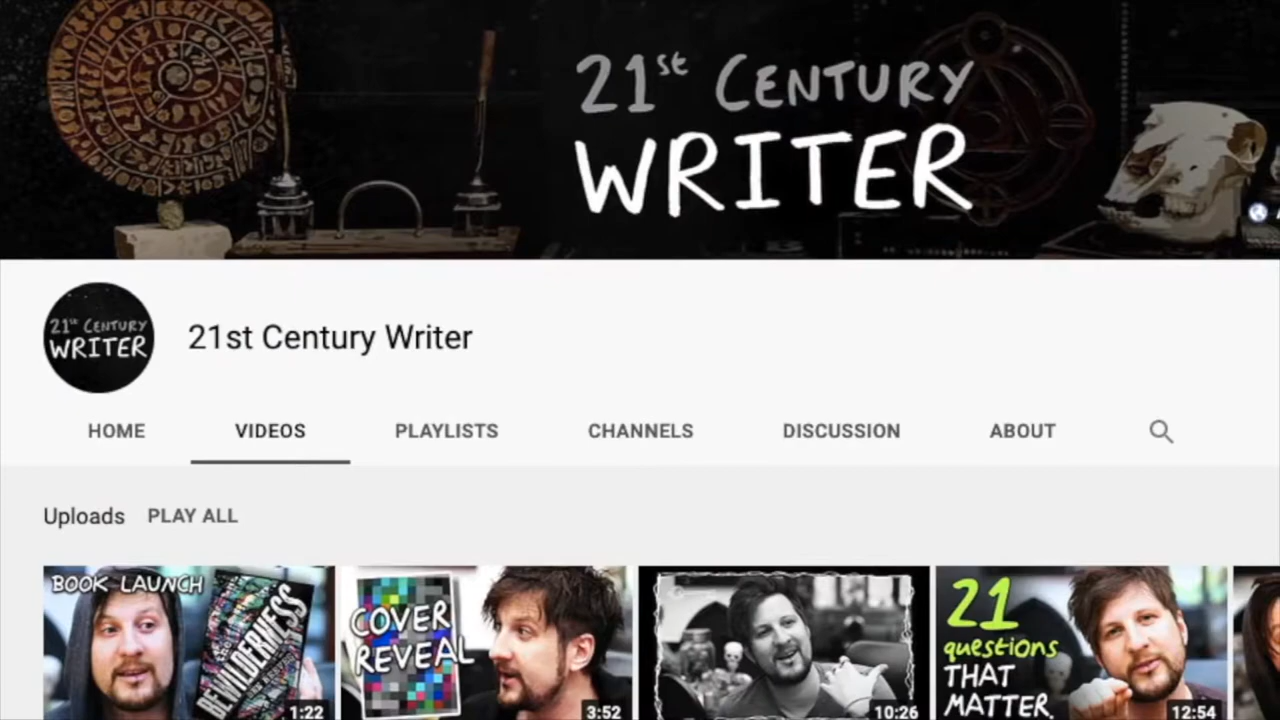 21st CENTURY
WRITER
21st CENTURY
WRITER
21st Century Writer
HOME VIDEOS PLAYLISTS CHANNELS DISCUSSION ABOUT
Uploads PLAY ALL
BOOK LAUNCH
BEWILDERNESS
1:22
COVER
REVEAL
3:52
10:26
21
questions
THAT
MATTER
12:54